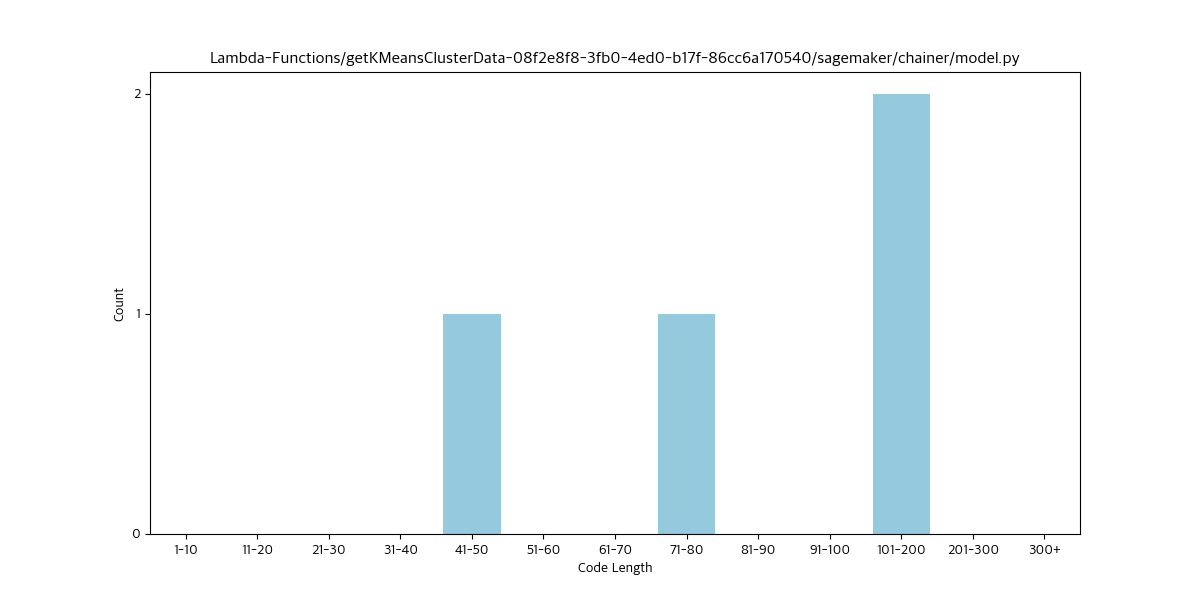 Lambda-Functions/getKMeansClusterData-08f2e8f8-3fb0-4ed0-b17f-86cc6a170540/sagemaker/chainer/model.py
2
1
0
Count
1-10 11-20 21-30 31-40 41-50 51-60 61-70 71-80 81-90 91-100 101-200 201-300 300+
Code Length